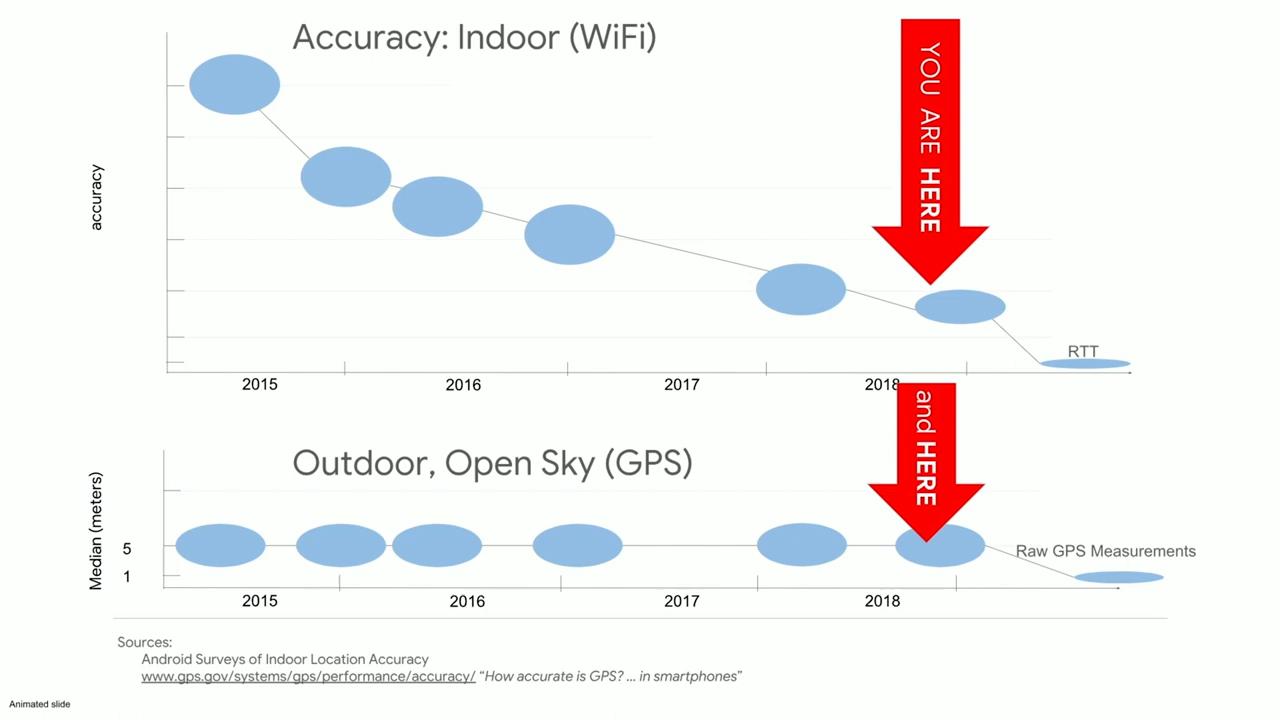 Accuracy: Indoor (WiFi)
YOU ARE HERE
accuracy
RTT
2015
2016
2017
2018
and HERE
Outdoor, Open Sky (GPS)
Median (meters)
5
1
Raw GPS Measurements
2015
2016
2017
2018
Sources:
Android Surveys of Indoor Location Accuracy
www.gps.gov/systems/gps/performance/accuracy/ “How accurate is GPS? ... in smartphones”
Animated slide